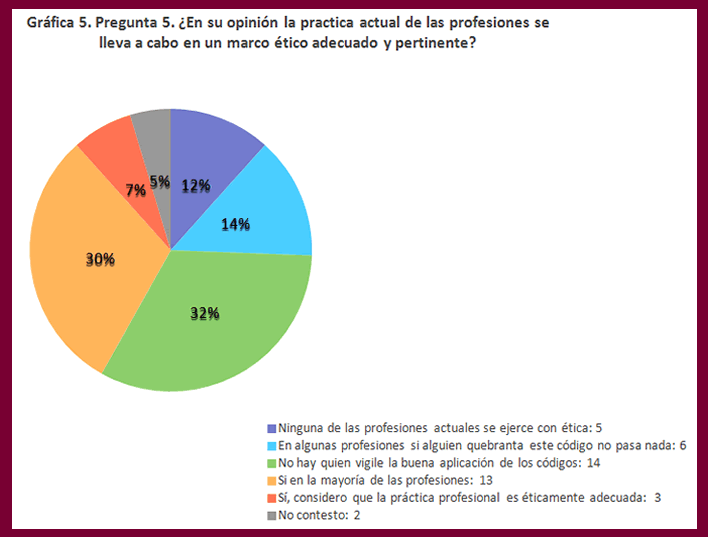 Gráfica 5. Pregunta 5. ¿En su opinión la practica actual de las profesiones se
lleva a cabo en un marco ético adecuado y pertinente?
5%
12%
7%
14%
30%
32%
Ninguna de las profesiones actuales se ejerce con ética: 5
En algunas profesiones si alguien quebranta este código no pasa nada: 6
No hay quien vigile la buena aplicación de los códigos: 14
Si en la mayoría de las profesiones: 13
Sí, considero que la práctica profesional es éticamente adecuada: 3
No contesto: 2